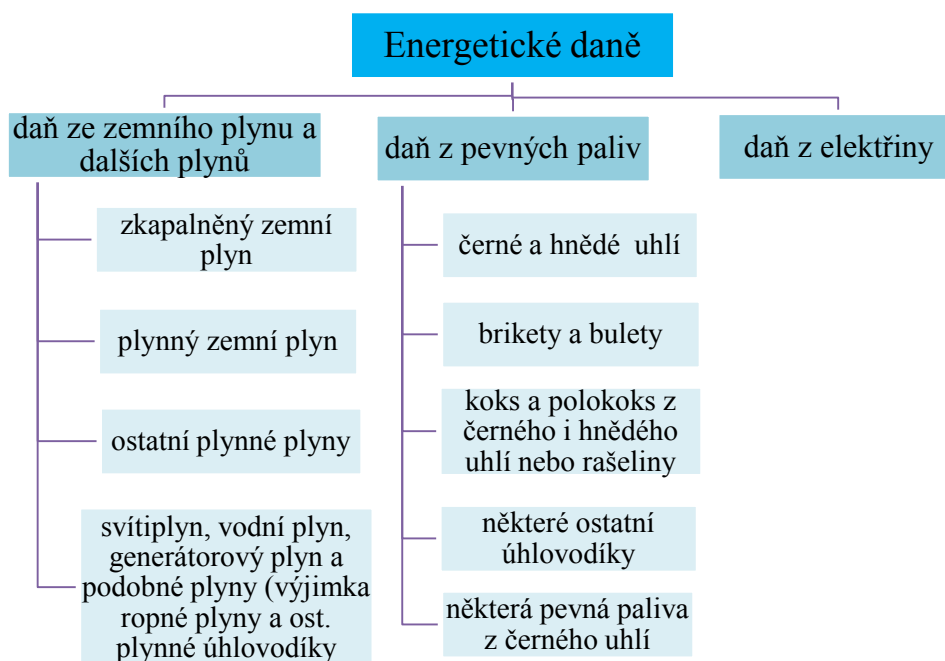 Energetické daně
daň ze zemního plynu a
dalších plynů
zkapalněný zemní
plyn
plynný zemní plyn
ostatní plynné plyny
svítiplyn, vodní plyn,
generátorový plyn a
podobné plyny (výjimka
ropné plyny a ost.
plynné úhlovodíky
daň z pevných paliv
černé a hnědé uhlí
brikety a bulety
koks a polokoks z
černého i hnědého
uhlí nebo rašeliny
některé ostatní
úhlovodíky
některá pevná paliva
z černého uhlí
daň z elektřiny